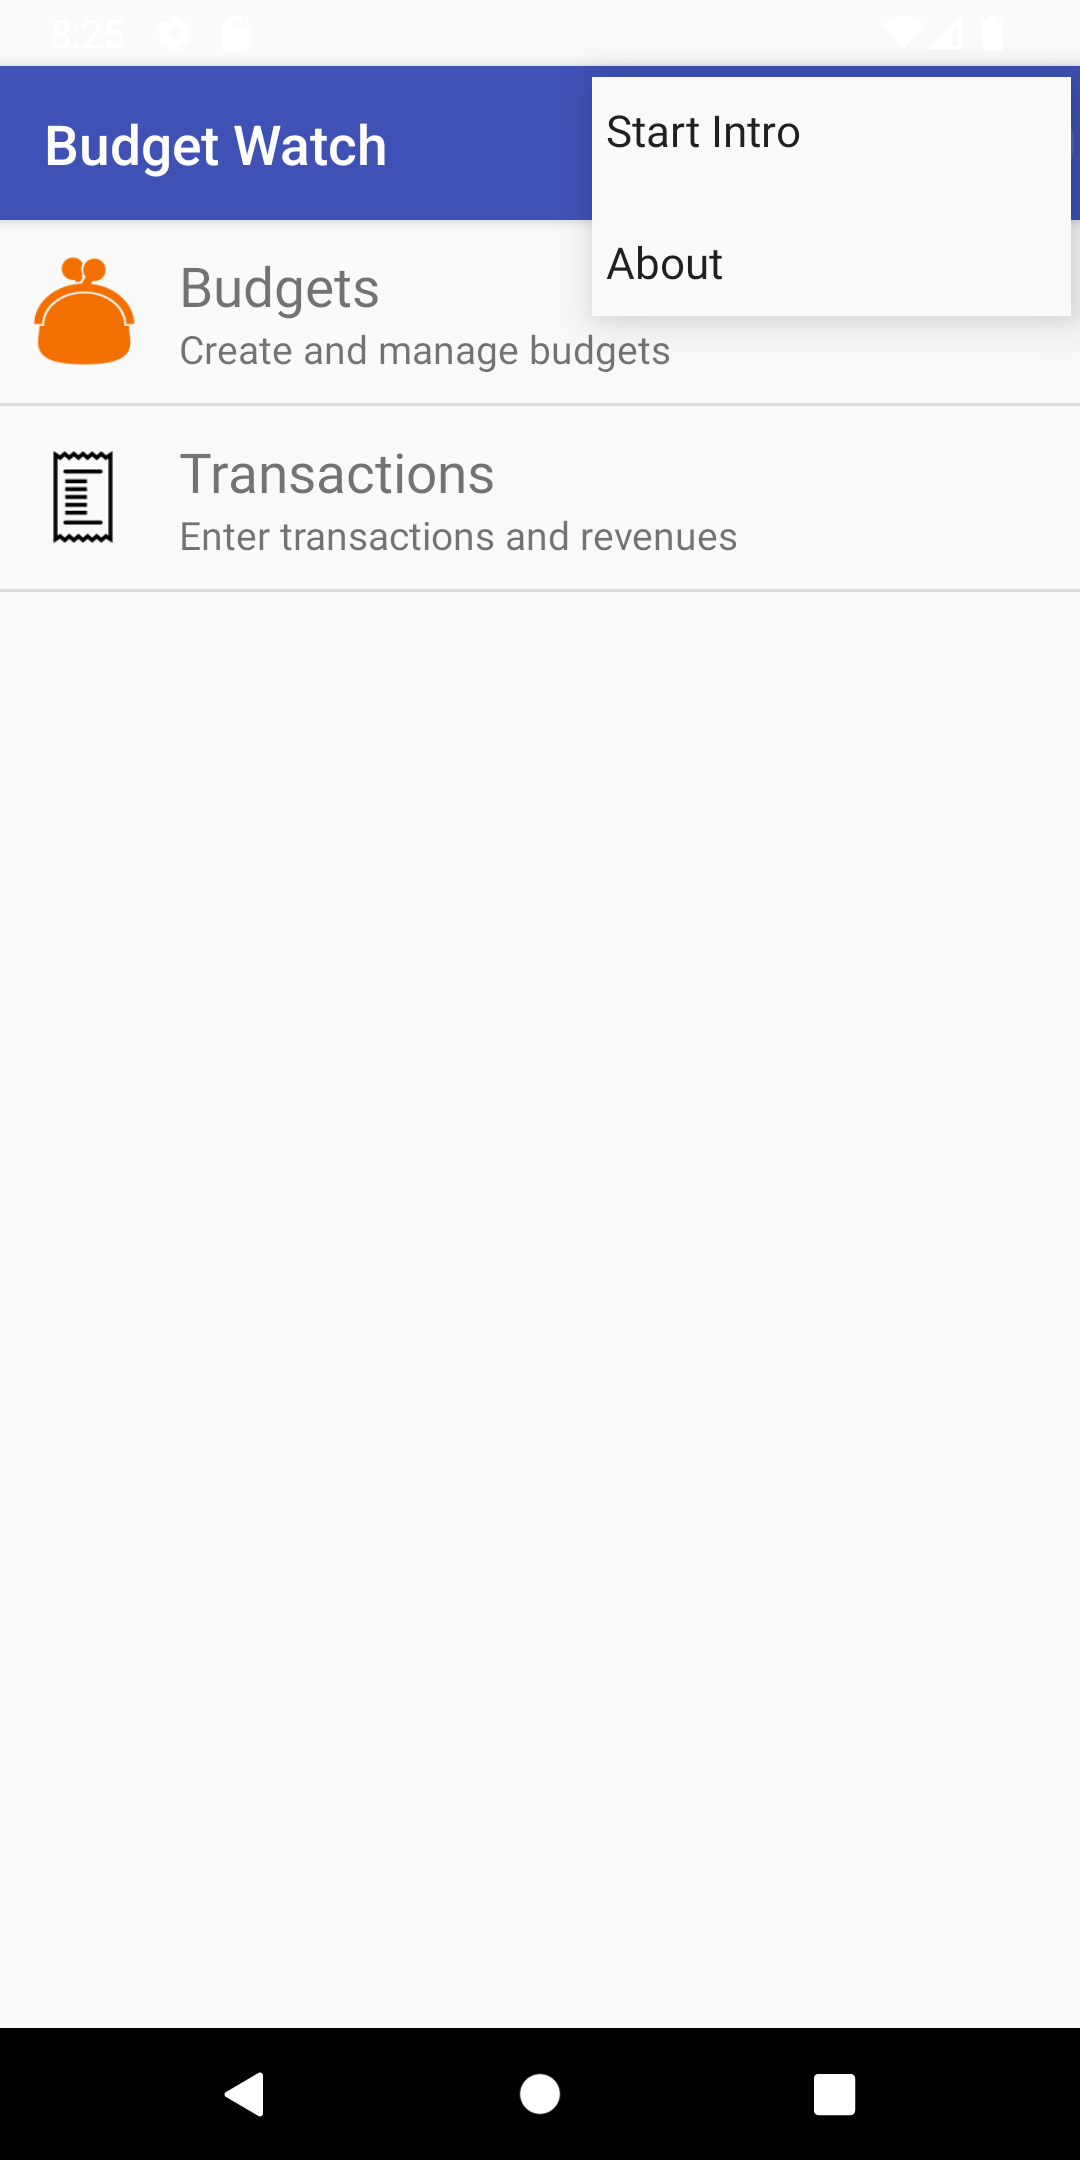 8:25
Budget Watch
Start Intro
About
Budgets
Create and manage budgets
Transactions
Enter transactions and revenues